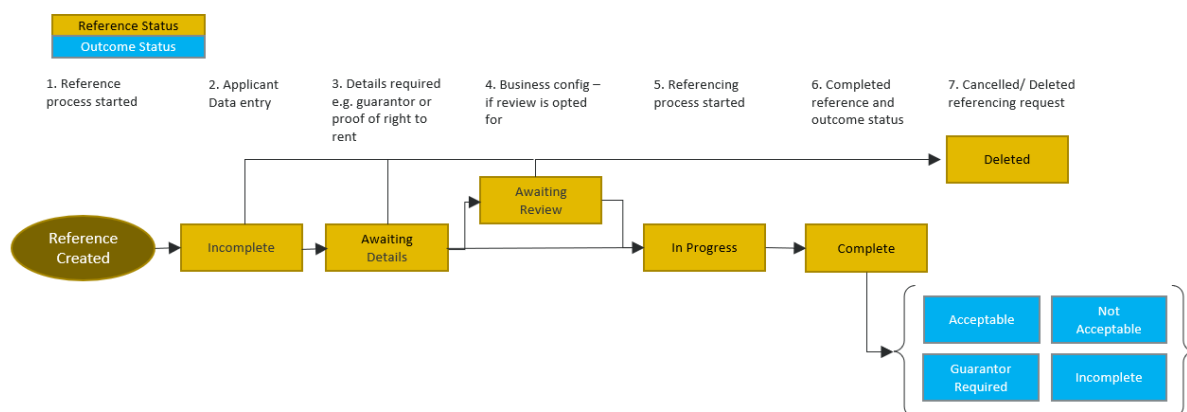 Reference Status
Outcome Status
1. Reference
process started
2. Applicant
Data entry
3. Details required
e.g. guarantor or
proof of right to
rent
4. Business config –
if review is opted
for
5. Referencing
process started
6. Completed
reference and
outcome status
7. Cancelled/ Deleted
referencing request
Deleted
Awaiting
Review
Reference
Created
Incomplete
Awaiting
Details
In Progress
Complete
Acceptable
Not
Acceptable
Guarantor
Required
Incomplete